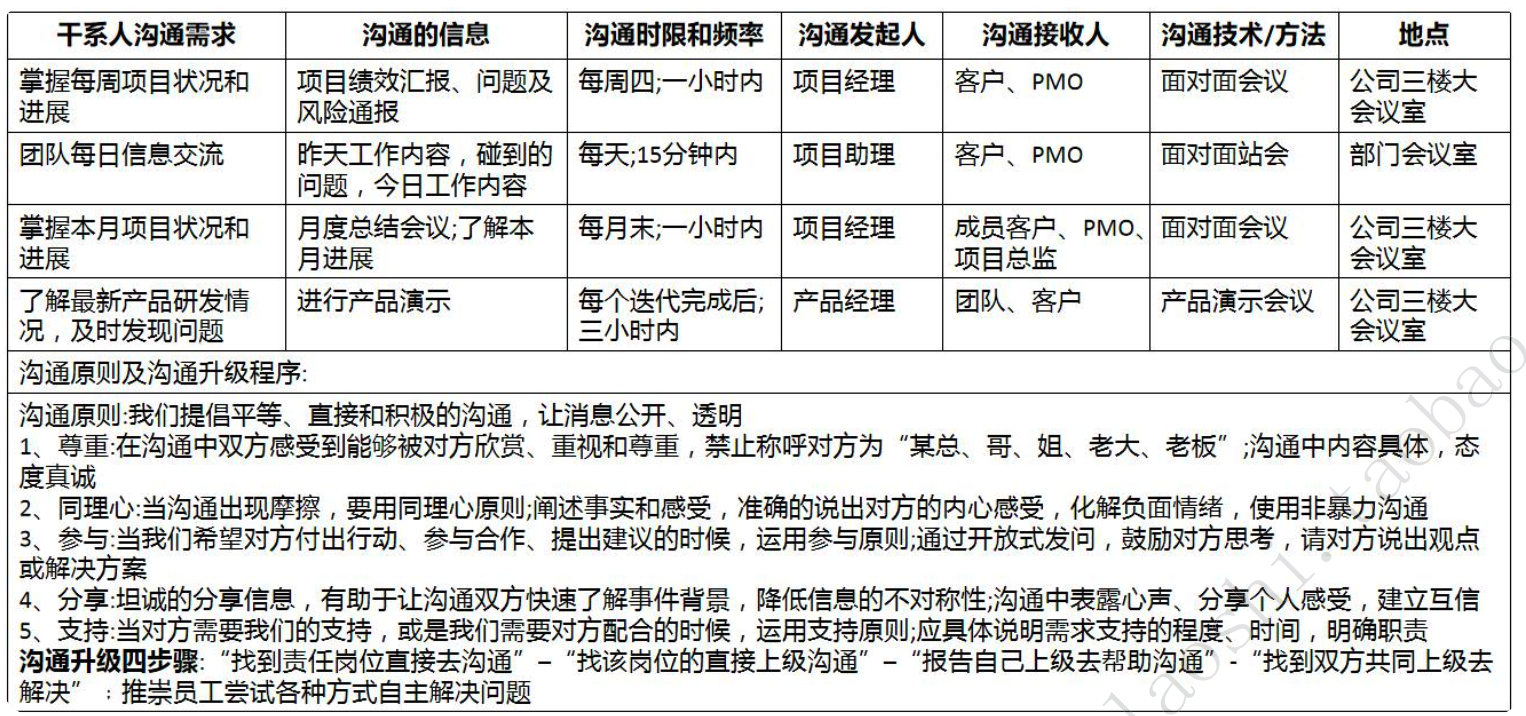 干系人沟通需求 沟通的信息 沟通时限和频率 沟通发起人 沟通接收人 沟通技术/方法 地点
掌握每周项目状况和 项目绩效汇报、问题及 每周四;一小时内 项目经理 客户、PMO 面对面会议 公司三楼大
进展 风险通报 会议室
团队每日信息交流 昨天工作内容，碰到的 每天;15分钟内 项目助理 客户、PMO 面对面站会 部门会议室
问题，今日工作内容
掌握本月项目状况和 月度总结会议;了解本 每月末;一小时内 项目经理 成员客户、PMO、 面对面会议 公司三楼大
进展 月进展 项目总监 会议室
了解最新产品研发情 进行产品演示 每个迭代完成后; 产品经理 团队、客户 产品演示会议 公司三楼大
况，及时发现问题 三小时内 会议室
沟通原则及沟通升级程序:
沟通原则:我们提倡平等、直接和积极的沟通，让消息公开、透明
1、尊重:在沟通中双方感受到能够被对方欣赏、重视和尊重，禁止称呼对方为“某总、哥、姐、老大、老板”;沟通中内容具体，态
度真诚
2、同理心:当沟通出现摩擦，要用同理心原则;阐述事实和感受，准确的说出对方的内心感受，化解负面情绪，使用非暴力沟通
3、参与:当我们希望对方付出行动、参与合作、提出建议的时候，运用参与原则;通过开放式发问，鼓励对方思考，请对方说出观点
或解决方案
4、分享:坦诚的分享信息，有助于让沟通双方快速了解事件背景，降低信息的不对称性;沟通中表露心声、分享个人感受，建立互信
5、支持:当对方需要我们的支持，或是我们需要对方配合的时候，运用支持原则;应具体说明需求支持的程度、时间，明确职责
沟通升级四步骤:“找到责任岗位直接去沟通”–“找该岗位的直接上级沟通”–“报告自己上级去帮助沟通”-“找到双方共同上级去
解决”：推崇员工尝试各种方式自主解决问题
laoshi.taobao